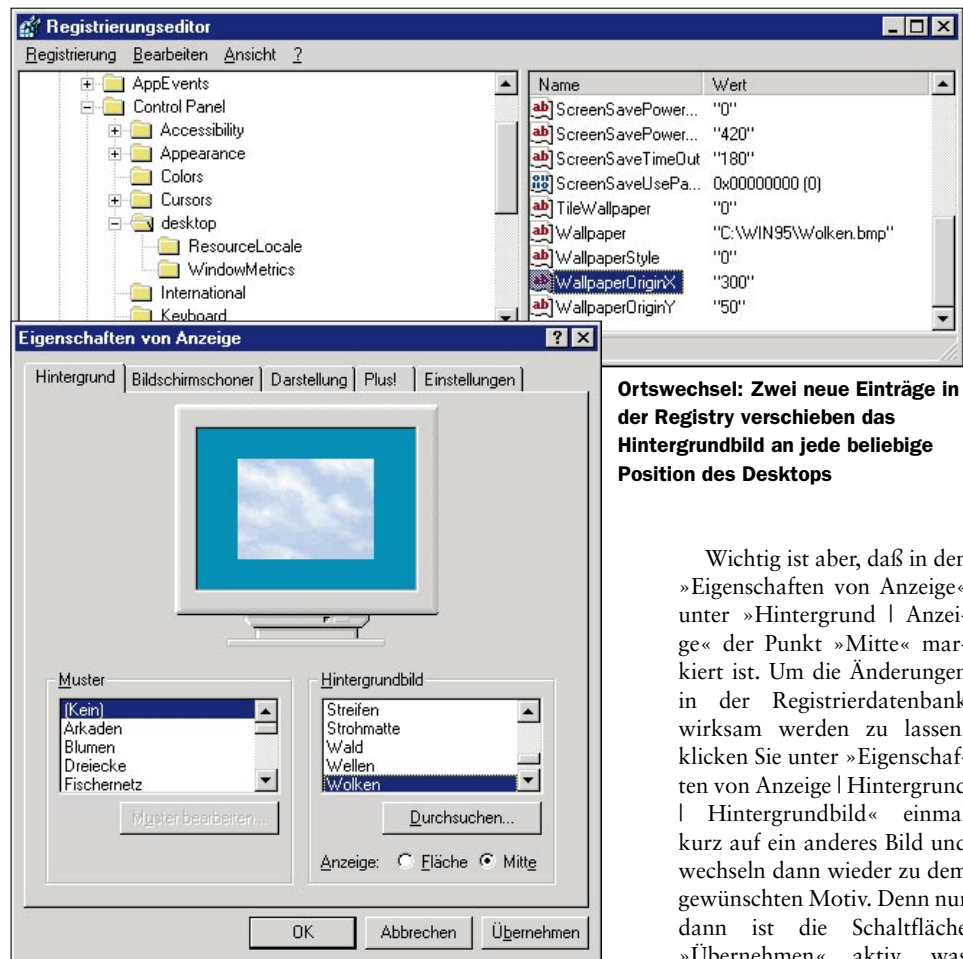 Registrierungseditor
Registrierung Bearbeiten Ansicht ?
AppEvents
Control Panel
Accessibility
Appearance
Colors
Cursors
desktop
ResourceLocale
WindowMetrics
International
Keyboard
Name Wert
ScreenSavePower... "0"
ScreenSavePower... "420"
ScreenSaveTimeOut "180"
ScreenSaveUsePa... 0x00000000 (0)
TileWallpaper "0"
Wallpaper "C:\WIN95\Wolken.bmp"
WallpaperStyle "0"
WallpaperOriginX "300"
WallpaperOriginY "50"
Eigenschaften von Anzeige
Hintergrund Bildschirmschoner Darstellung Plus! Einstellungen
Muster
(Kein)
Arkaden
Blumen
Dreiecke
Fischernetz
Muster bearbeiten...
Hintergrundbild
Streifen
Strohmatte
Wald
Wellen
Wolken
Durchsuchen...
Anzeige: Fläche Mitte
OK Abbrechen Übernehmen
Ortswechsel: Zwei neue Einträge in
der Registry verschieben das
Hintergrundbild an jede beliebige
Position des Desktops
Wichtig ist aber, daß in den
»Eigenschaften von Anzeige«
unter »Hintergrund | Anzei-
ge« der Punkt »Mitte« mar-
kiert ist. Um die Änderungen
in der Registrierdatenbank
wirksam werden zu lassen,
klicken Sie unter »Eigenschaf-
ten von Anzeige | Hintergrund
| Hintergrundbild« einmal
kurz auf ein anderes Bild und
wechseln dann wieder zu dem
gewünschten Motiv. Denn nur
dann ist die Schaltfläche
»Übernehmen« aktiv, was